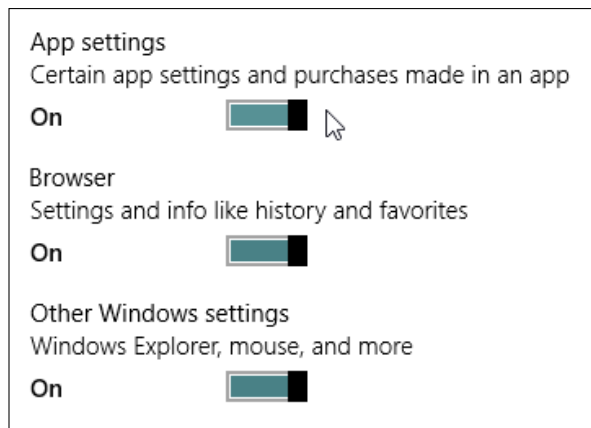 App settings
Certain app settings and purchases made in an app
On
Browser
Settings and info like history and favorites
On
Other Windows settings
Windows Explorer, mouse, and more
On